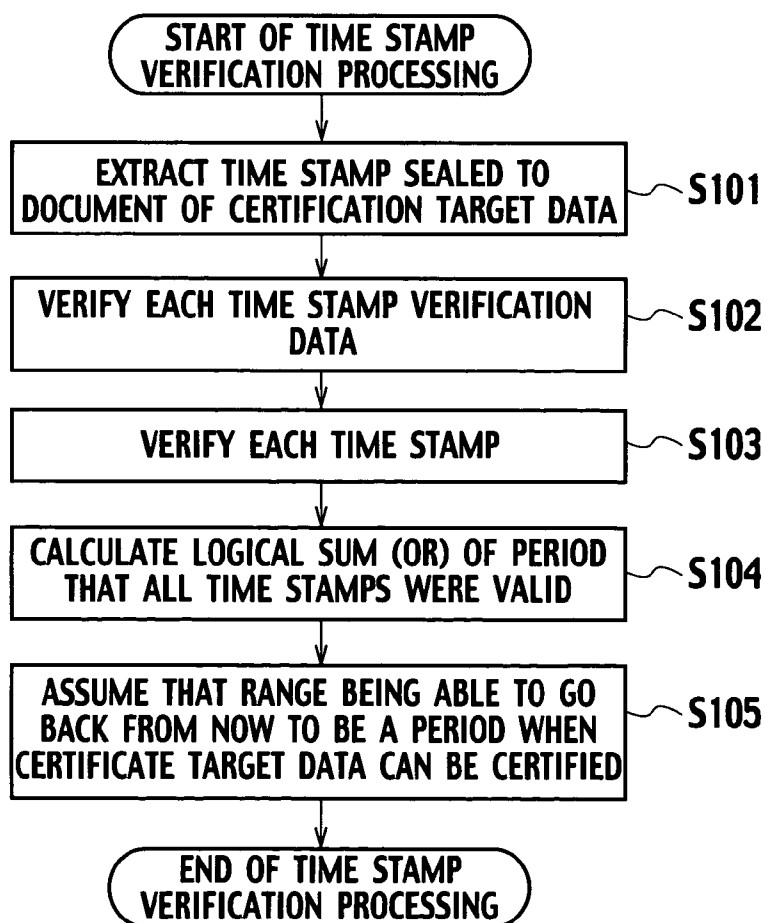 START OF TIME STAMP
VERIFICATION PROCESSING
EXTRACT TIME STAMP SEALED TO
DOCUMENT OF CERTIFICATION TARGET DATA
S101
VERIFY EACH TIME STAMP VERIFICATION
DATA
S102
VERIFY EACH TIME STAMP
S103
CALCULATE LOGICAL SUM (OR) OF PERIOD
THAT ALL TIME STAMPS WERE VALID
S104
ASSUME THAT RANGE BEING ABLE TO GO
BACK FROM NOW TO BE A PERIOD WHEN
CERTIFICATE TARGET DATA CAN BE CERTIFIED
S105
END OF TIME STAMP
VERIFICATION PROCESSING